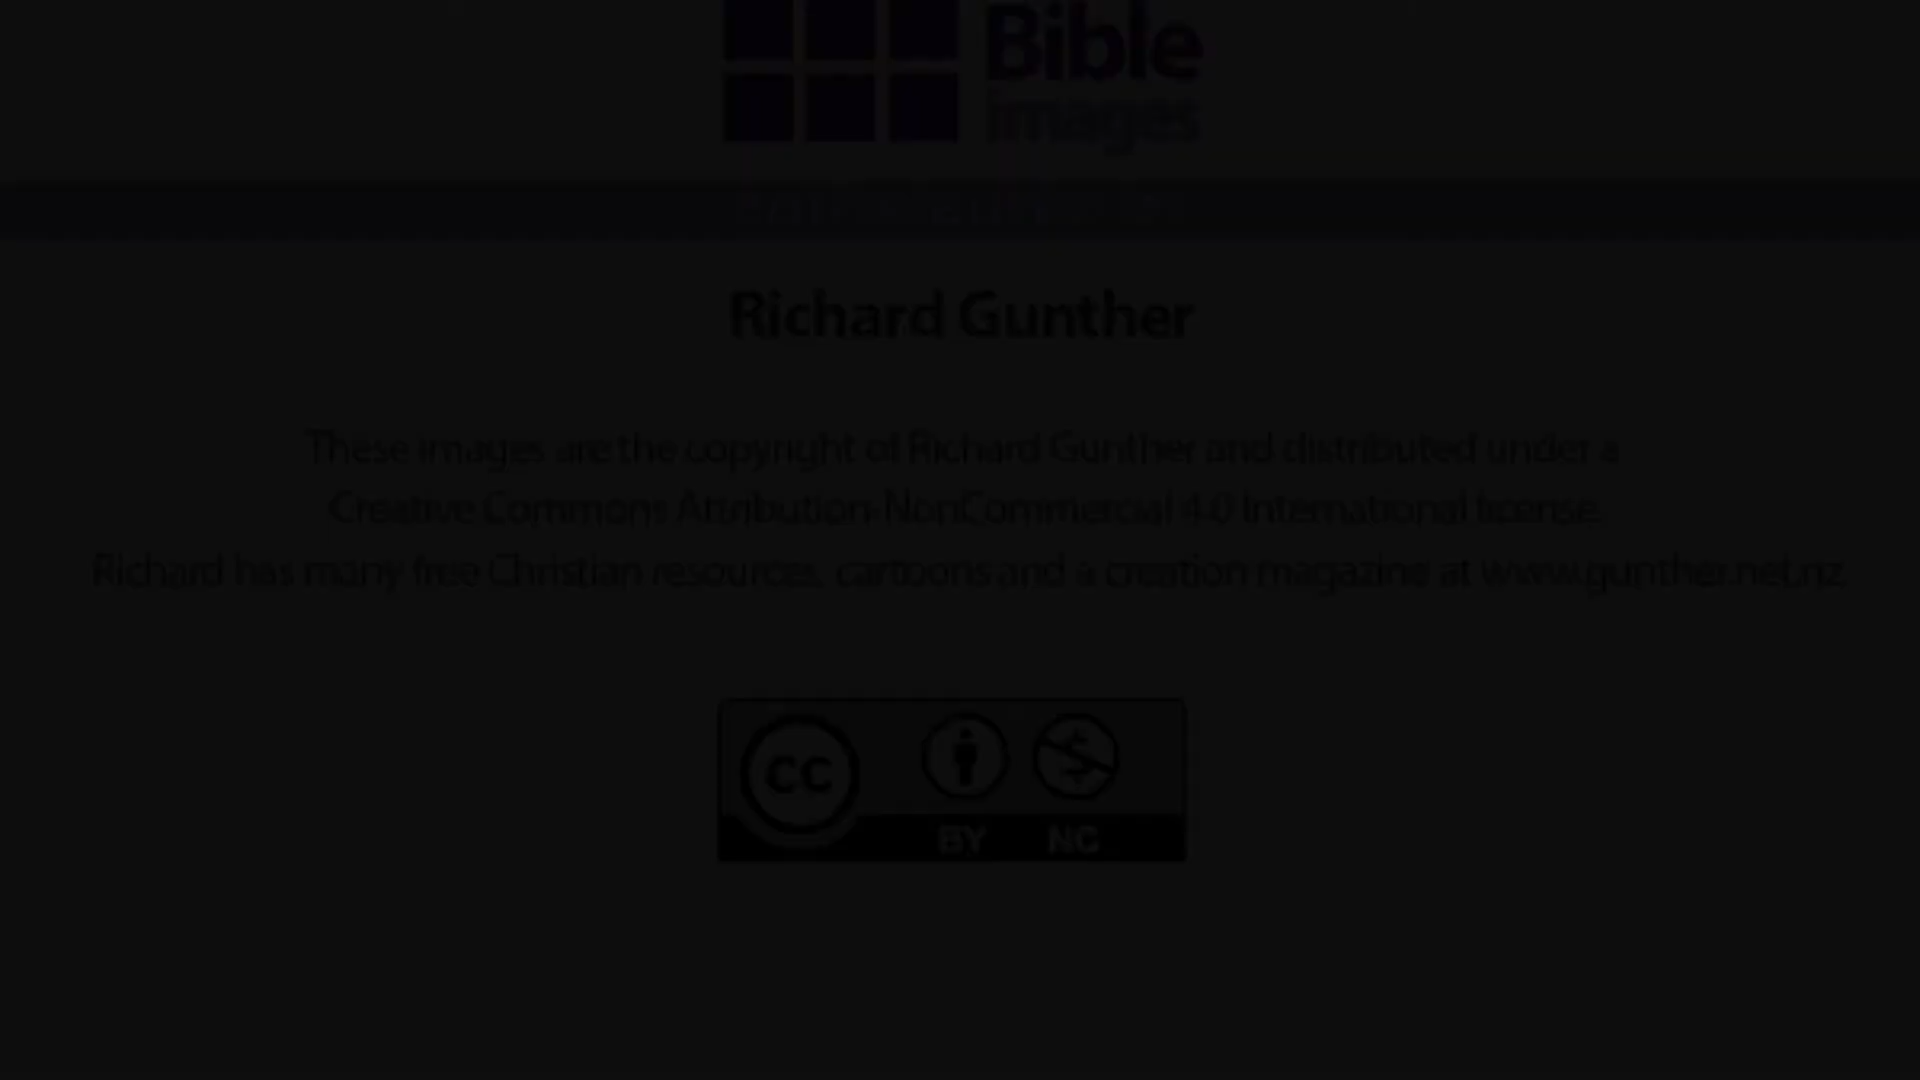 Bible
images
Richard Gunther
These images are the copyright of Richard Gunther and distributed under a
Creative Commons Attribution-NonCommercial 4.0 International license.
Richard has many free Christian resources, cartoons and a creation magazine at www.gunther.net.nz
CC
BY NC